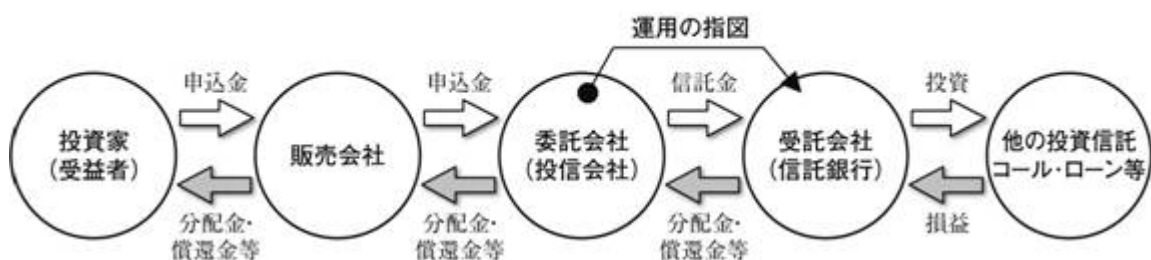 運用の指図
申込金
申込金
信託金
投資
投資家
(受益者)
販売会社
委託会社
(投信会社)
受託会社
(信託銀行)
他の投資信託
コール・ローン等
分配金・
償還金等
分配金・
償還金等
分配金・
償還金等
損益